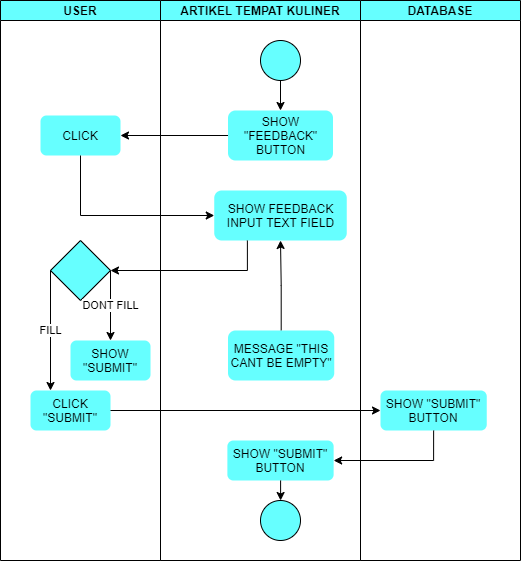 USER
ARTIKEL TEMPAT KULINER
DATABASE
SHOW
"FEEDBACK"
BUTTON
CLICK
SHOW FEEDBACK
INPUT TEXT FIELD
DONT FILL
FILL
SHOW
"SUBMIT"
MESSAGE "THIS
CANT BE EMPTY"
CLICK
"SUBMIT"
SHOW "SUBMIT"
BUTTON
SHOW "SUBMIT"
BUTTON